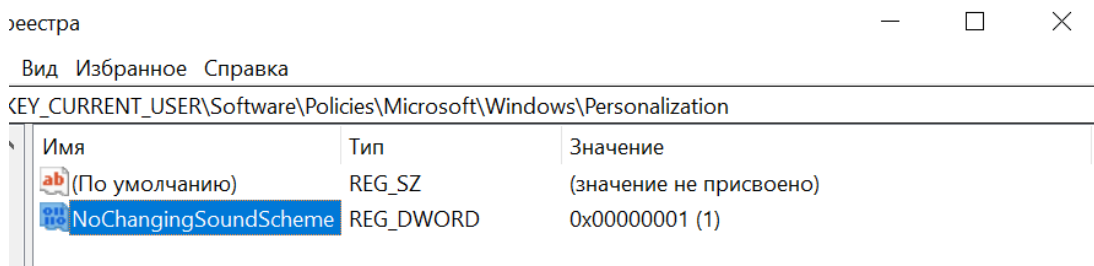 реестра
Вид Избранное Справка
KEY_CURRENT_USER\Software\Policies\Microsoft\Windows\Personalization
Имя Тип Значение
ab (По умолчанию) REG_SZ (значение не присвоено)
NoChangingSoundScheme REG_DWORD 0x00000001 (1)